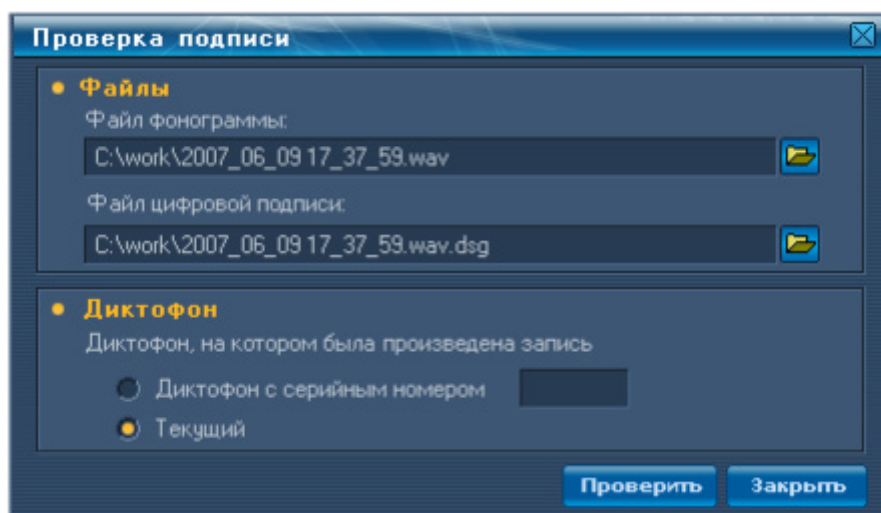 Проверка подписи
Файлы
Файл фонограммы:
C:\work\2007_06_09 17_37_59.wav
Файл цифровой подписи:
C:\work\2007_06_09 17_37_59.wav.dsg
Диктофон
Диктофон, на котором была произведена запись
Диктофон с серийным номером
Текущий
Проверить Закрыть